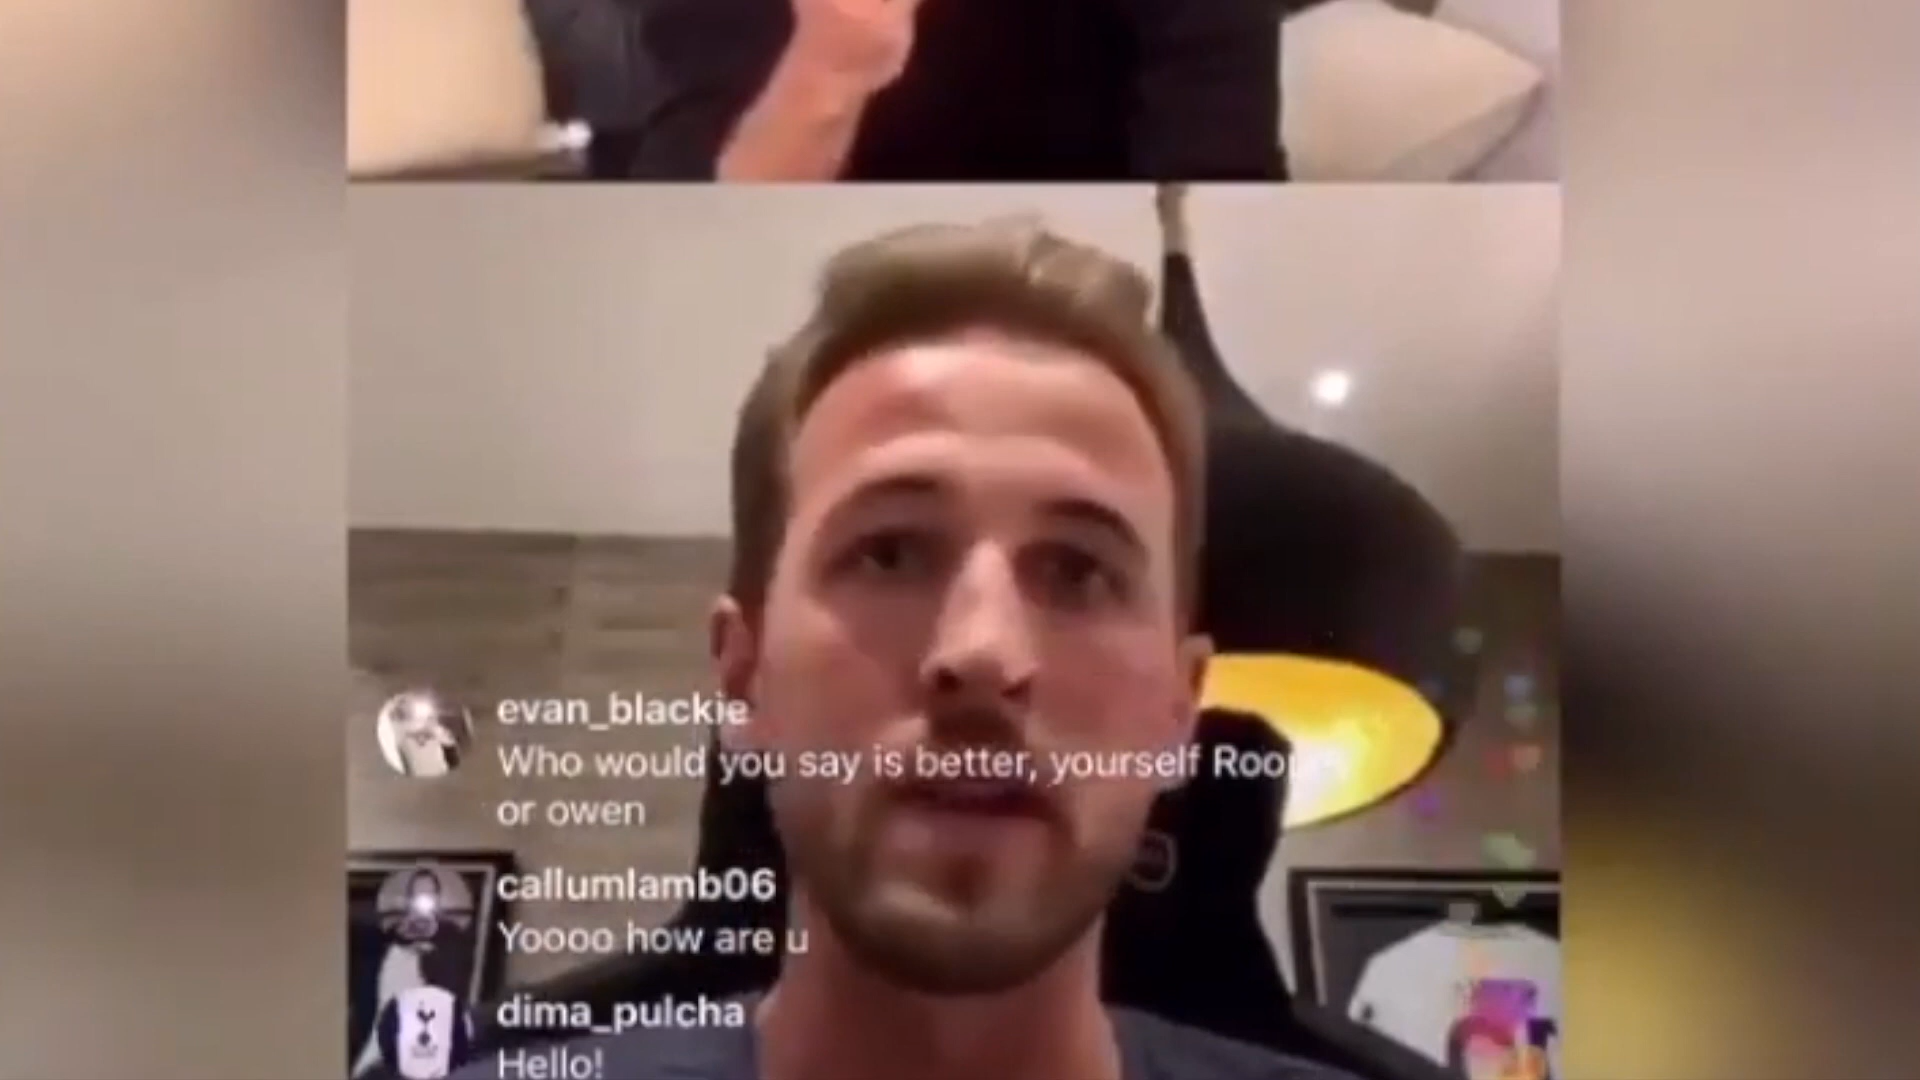 evan_blackie
Who would you say is better, yourself
or owen
callumlamb06
Yoooo how are u
dima_pulcha
Hello!